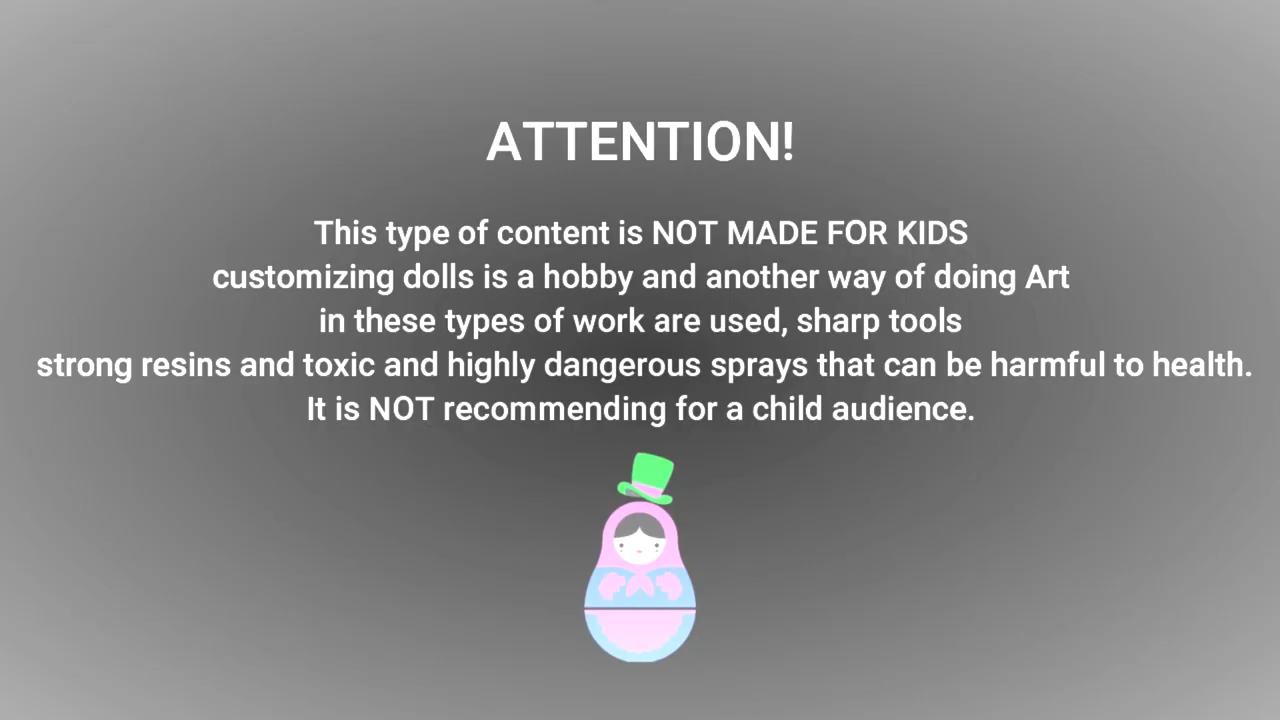 ATTENTION!
This type of content is NOT MADE FOR KIDS
customizing dolls is a hobby and another way of doing Art
in these types of work are used, sharp tools
strong resins and toxic and highly dangerous sprays that can be harmful to health.
It is NOT recommending for a child audience.